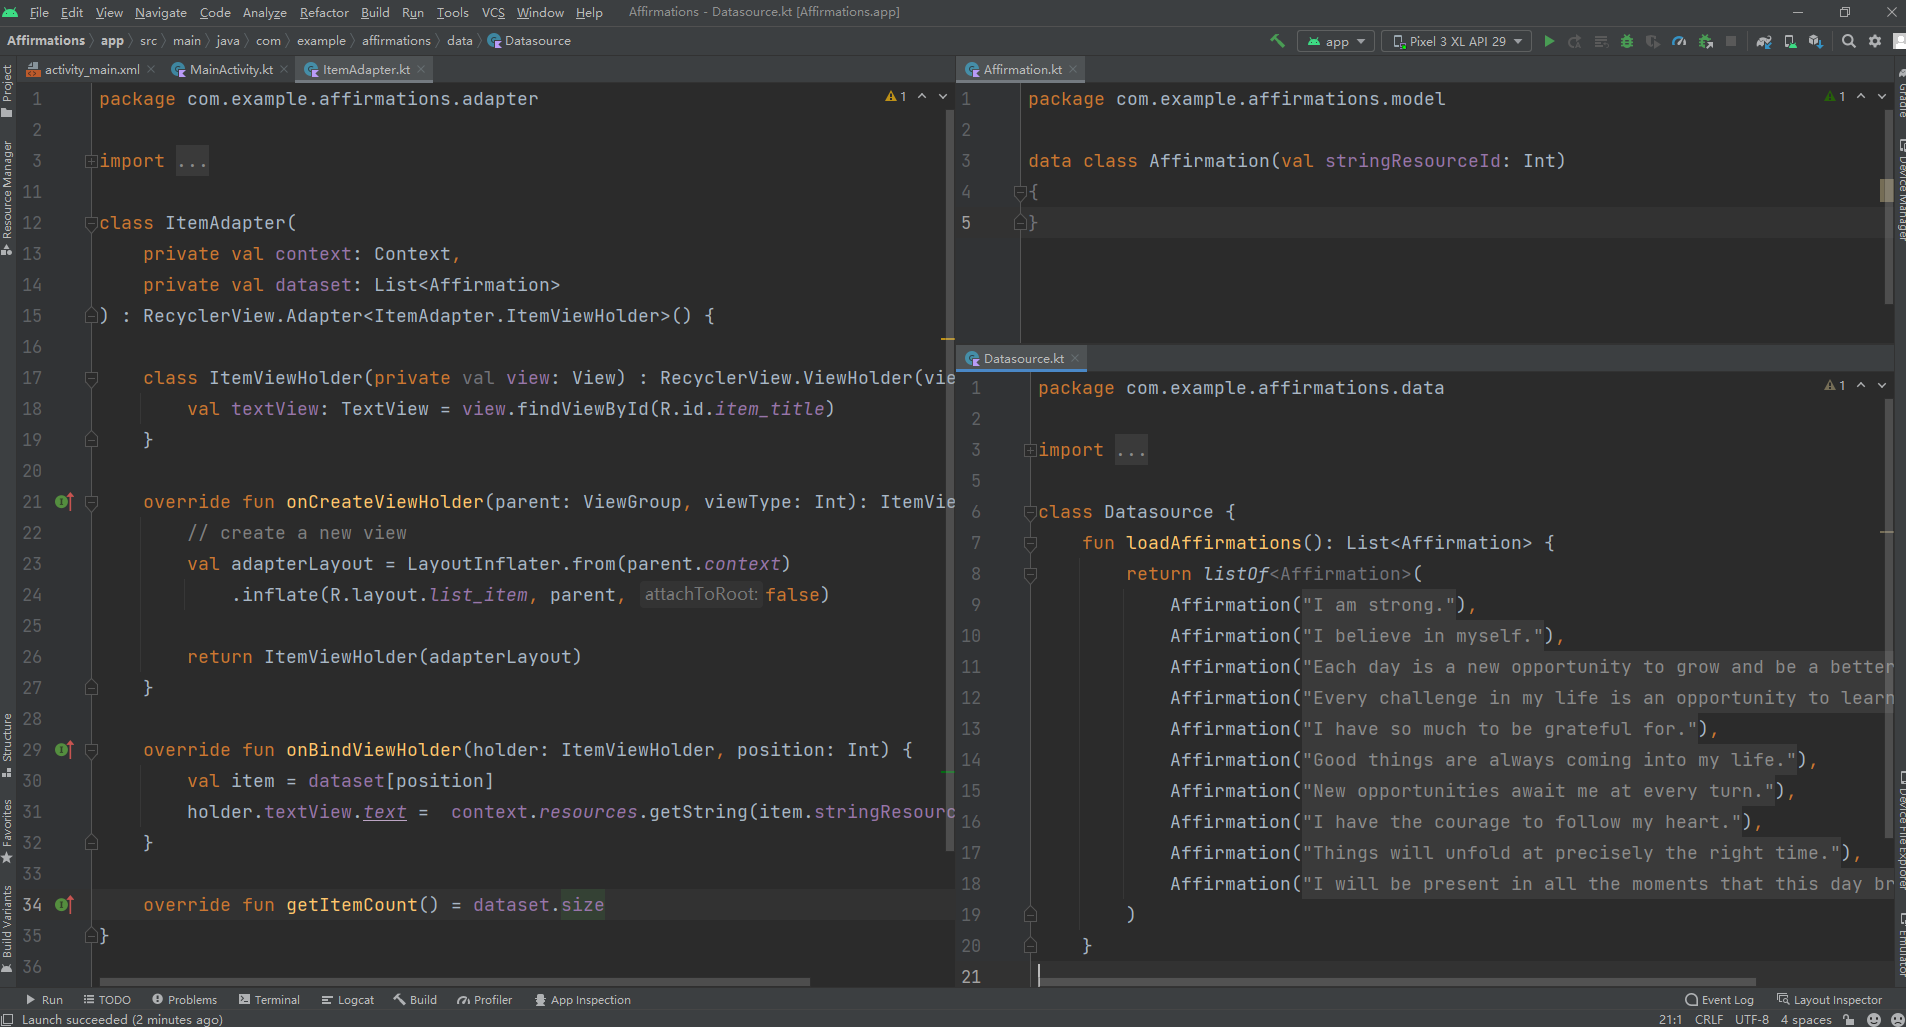 File Edit View Navigate Code Analyze Refactor Build Run Tools VCS Window Help Affirmations - Datasource.kt [Affirmations.app]
Affirmations app src main java com example affirmations data Datasource app Pixel 3 XL API 29
activity_main.xml MainActivity.kt ItemAdapter.kt
1 package com.example.affirmations.adapter 1
2
3 import ...
11
12 class ItemAdapter(
13 private val context: Context,
14 private val dataset: List<Affirmation>
15 ) : RecyclerView.Adapter<ItemAdapter.ItemViewHolder>() {
16
17 class ItemViewHolder(private val view: View) : RecyclerView.ViewHolder(vie
18 val textView: TextView = view.findViewById(R.id.item_title)
19 }
20
21 override fun onCreateViewHolder(parent: ViewGroup, viewType: Int): ItemVie
22 // create a new view
23 val adapterLayout = LayoutInflater.from(parent.context)
24 .inflate(R.layout.list_item, parent, attachToRoot: false)
25
26 return ItemViewHolder(adapterLayout)
27 }
28
29 override fun onBindViewHolder(holder: ItemViewHolder, position: Int) {
30 val item = dataset[position]
31 holder.textView.text = context.resources.getString(item.stringResourc
32 }
33
34 override fun getItemCount() = dataset.size
35 }
36
Affirmation.kt
1 package com.example.affirmations.model 1
2
3 data class Affirmation(val stringResourceId: Int)
4 {
5 }
Datasource.kt
1 package com.example.affirmations.data 1
2
3 import ...
5
6 class Datasource {
7 fun loadAffirmations(): List<Affirmation> {
8 return listOf<Affirmation>(
9 Affirmation("I am strong."),
10 Affirmation("I believe in myself."),
11 Affirmation("Each day is a new opportunity to grow and be a better
12 Affirmation("Every challenge in my life is an opportunity to learn
13 Affirmation("I have so much to be grateful for."),
14 Affirmation("Good things are always coming into my life."),
15 Affirmation("New opportunities await me at every turn."),
16 Affirmation("I have the courage to follow my heart."),
17 Affirmation("Things will unfold at precisely the right time."),
18 Affirmation("I will be present in all the moments that this day br
19 )
20 }
21
Project
Resource Manager
Structure
Favorites
Build Variants
Gradle
Device Manager
Device File Explorer
Emulator
Run TODO Problems Terminal Logcat Build Profiler App Inspection Event Log Layout Inspector
Launch succeeded (2 minutes ago) 21:1 CRLF UTF-8 4 spaces